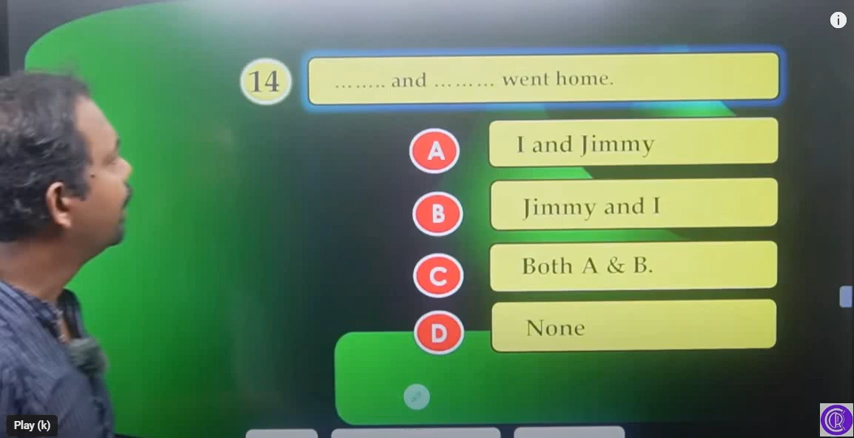 14
........ and ......... went home.
A
I and Jimmy
B
Jimmy and I
C
Both A & B.
D
None
Play (k)